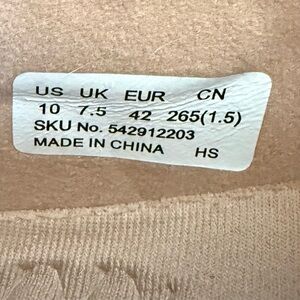 US UK EUR CN
10 7.5 42 265(1.5)
SKU No. 542912203
MADE IN CHINA HS